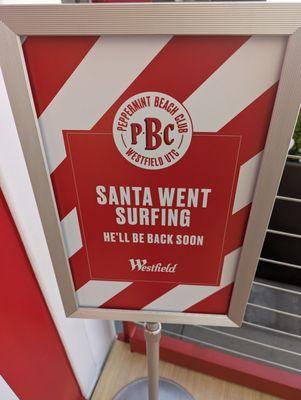 PEPPERMINT BEACH CLUB
PBC
WESTFIELD UTC
SANTA WENT
SURFING
HE'LL BE BACK SOON
Westfield